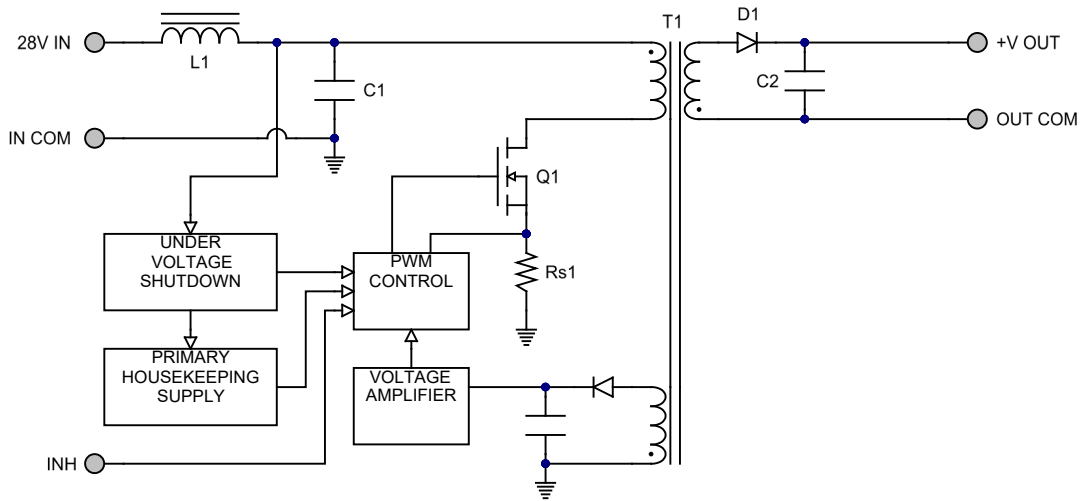 T1
D1
28V IN
+V OUT
L1
C1
C2
IN COM
OUT COM
Q1
UNDER
VOLTAGE
SHUTDOWN
PWM
CONTROL
Rs1
PRIMARY
HOUSEKEEPING
SUPPLY
VOLTAGE
AMPLIFIER
INH